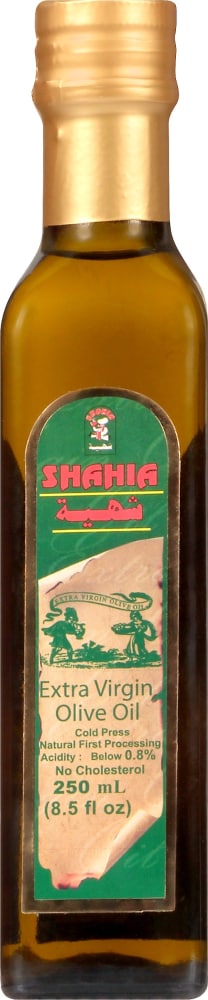 SHAHIA
شهية
EXTRA VIRGIN OLIVE OIL
Extra Virgin
Olive Oil
Cold Press
Natural First Processing
Acidity : Below 0.8%
No Cholesterol
250 mL
(8.5 fl oz)